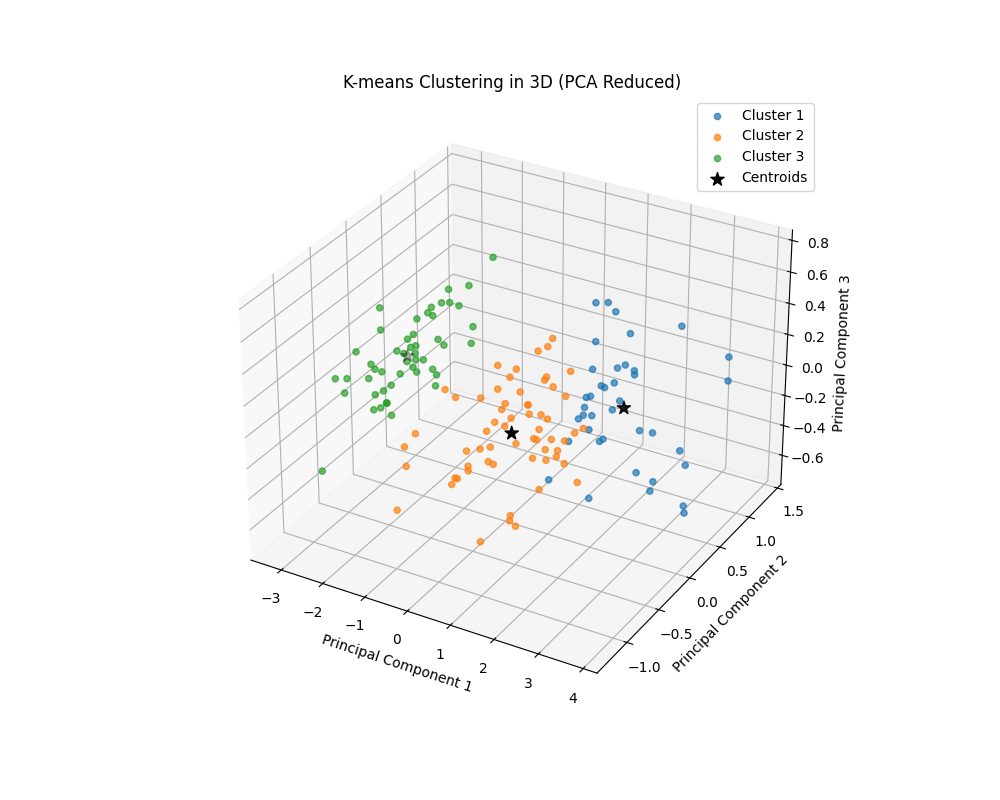 K-means Clustering in 3D (PCA Reduced)
Cluster 1
Cluster 2
Cluster 3
Centroids
0.8
0.6
0.4
0.2
0.0
−0.2
−0.4
−0.6
Principal Component 3
1.5
1.0
0.5
0.0
−0.5
−1.0
Principal Component 2
−3
−2
−1
0
1
2
3
4
Principal Component 1